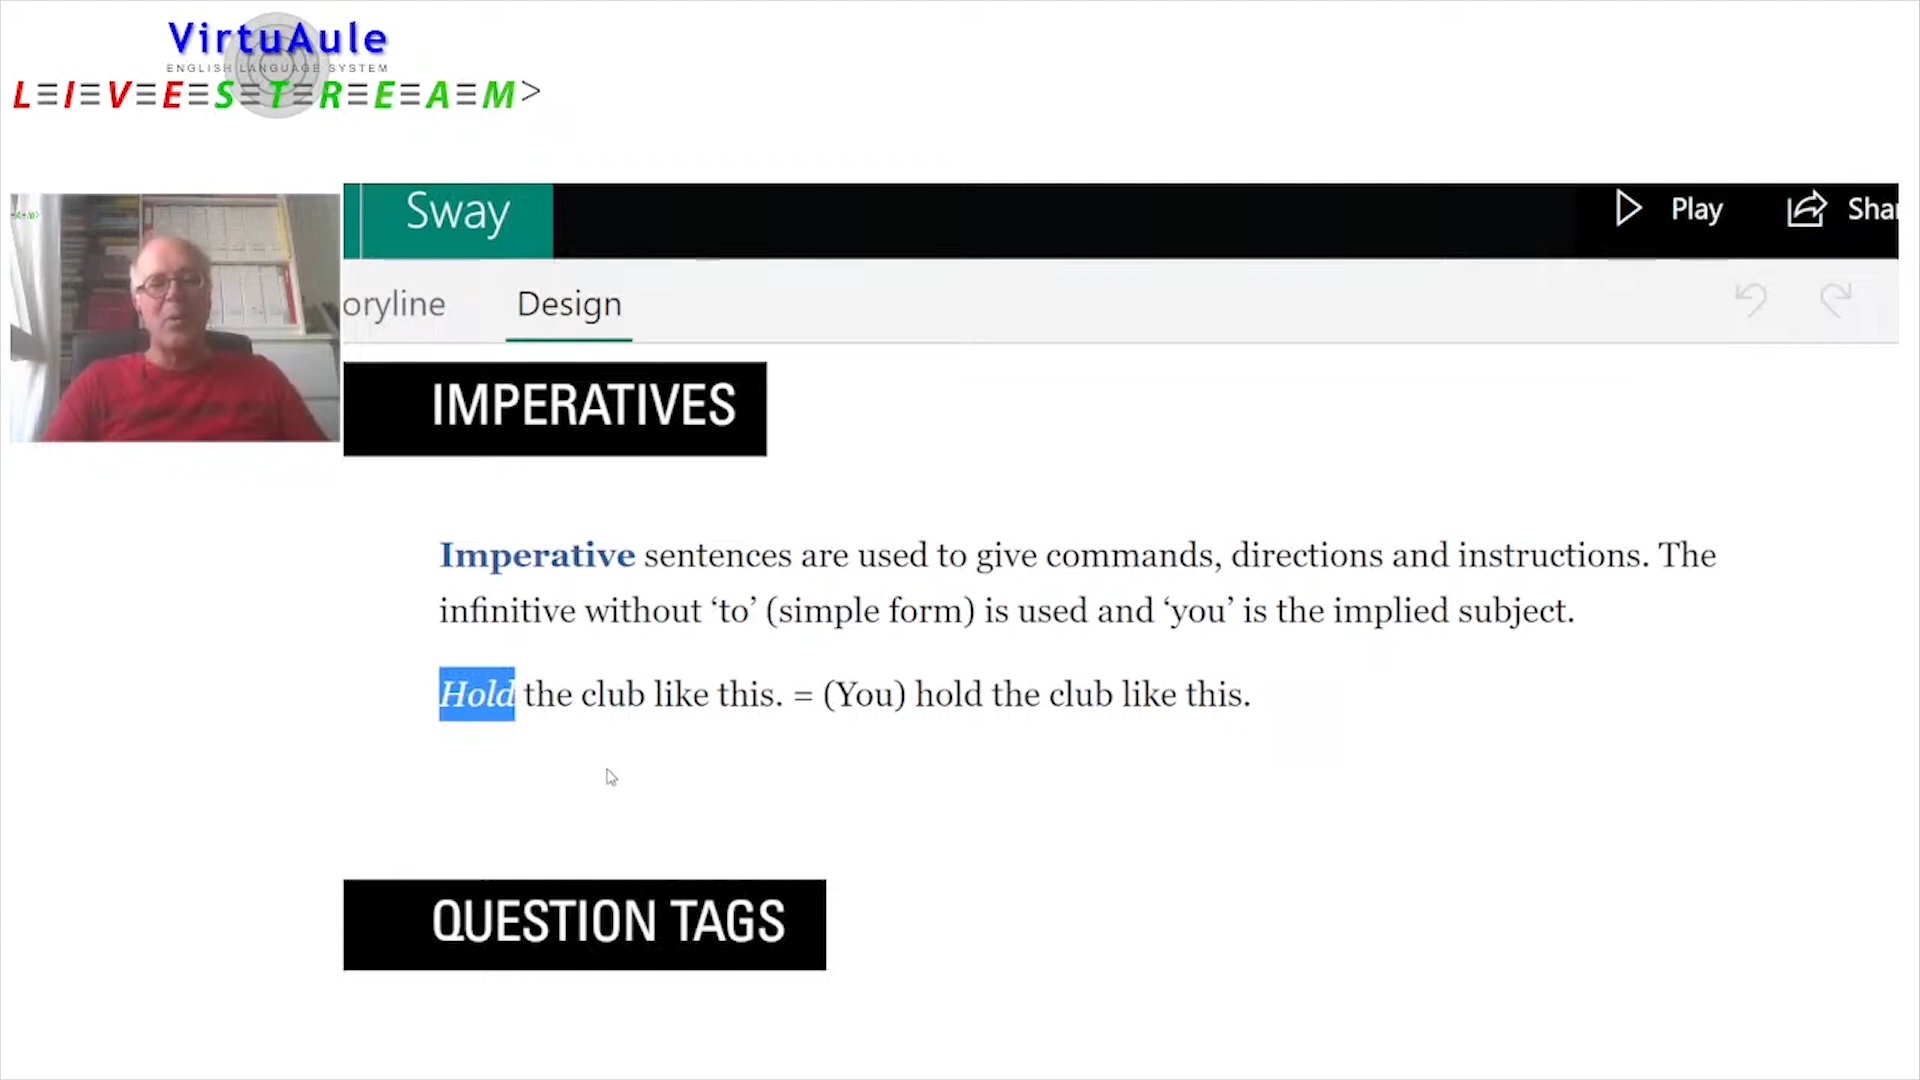 VirtuAule
ENGLISH LANGUAGE SYSTEM
L≡I≡V≡E≡S≡T≡R≡E≡A≡M>
Sway
Play
Shar
oryline
Design
IMPERATIVES
Imperative sentences are used to give commands, directions and instructions. The
infinitive without ‘to’ (simple form) is used and ‘you’ is the implied subject.
Hold the club like this. = (You) hold the club like this.
QUESTION TAGS